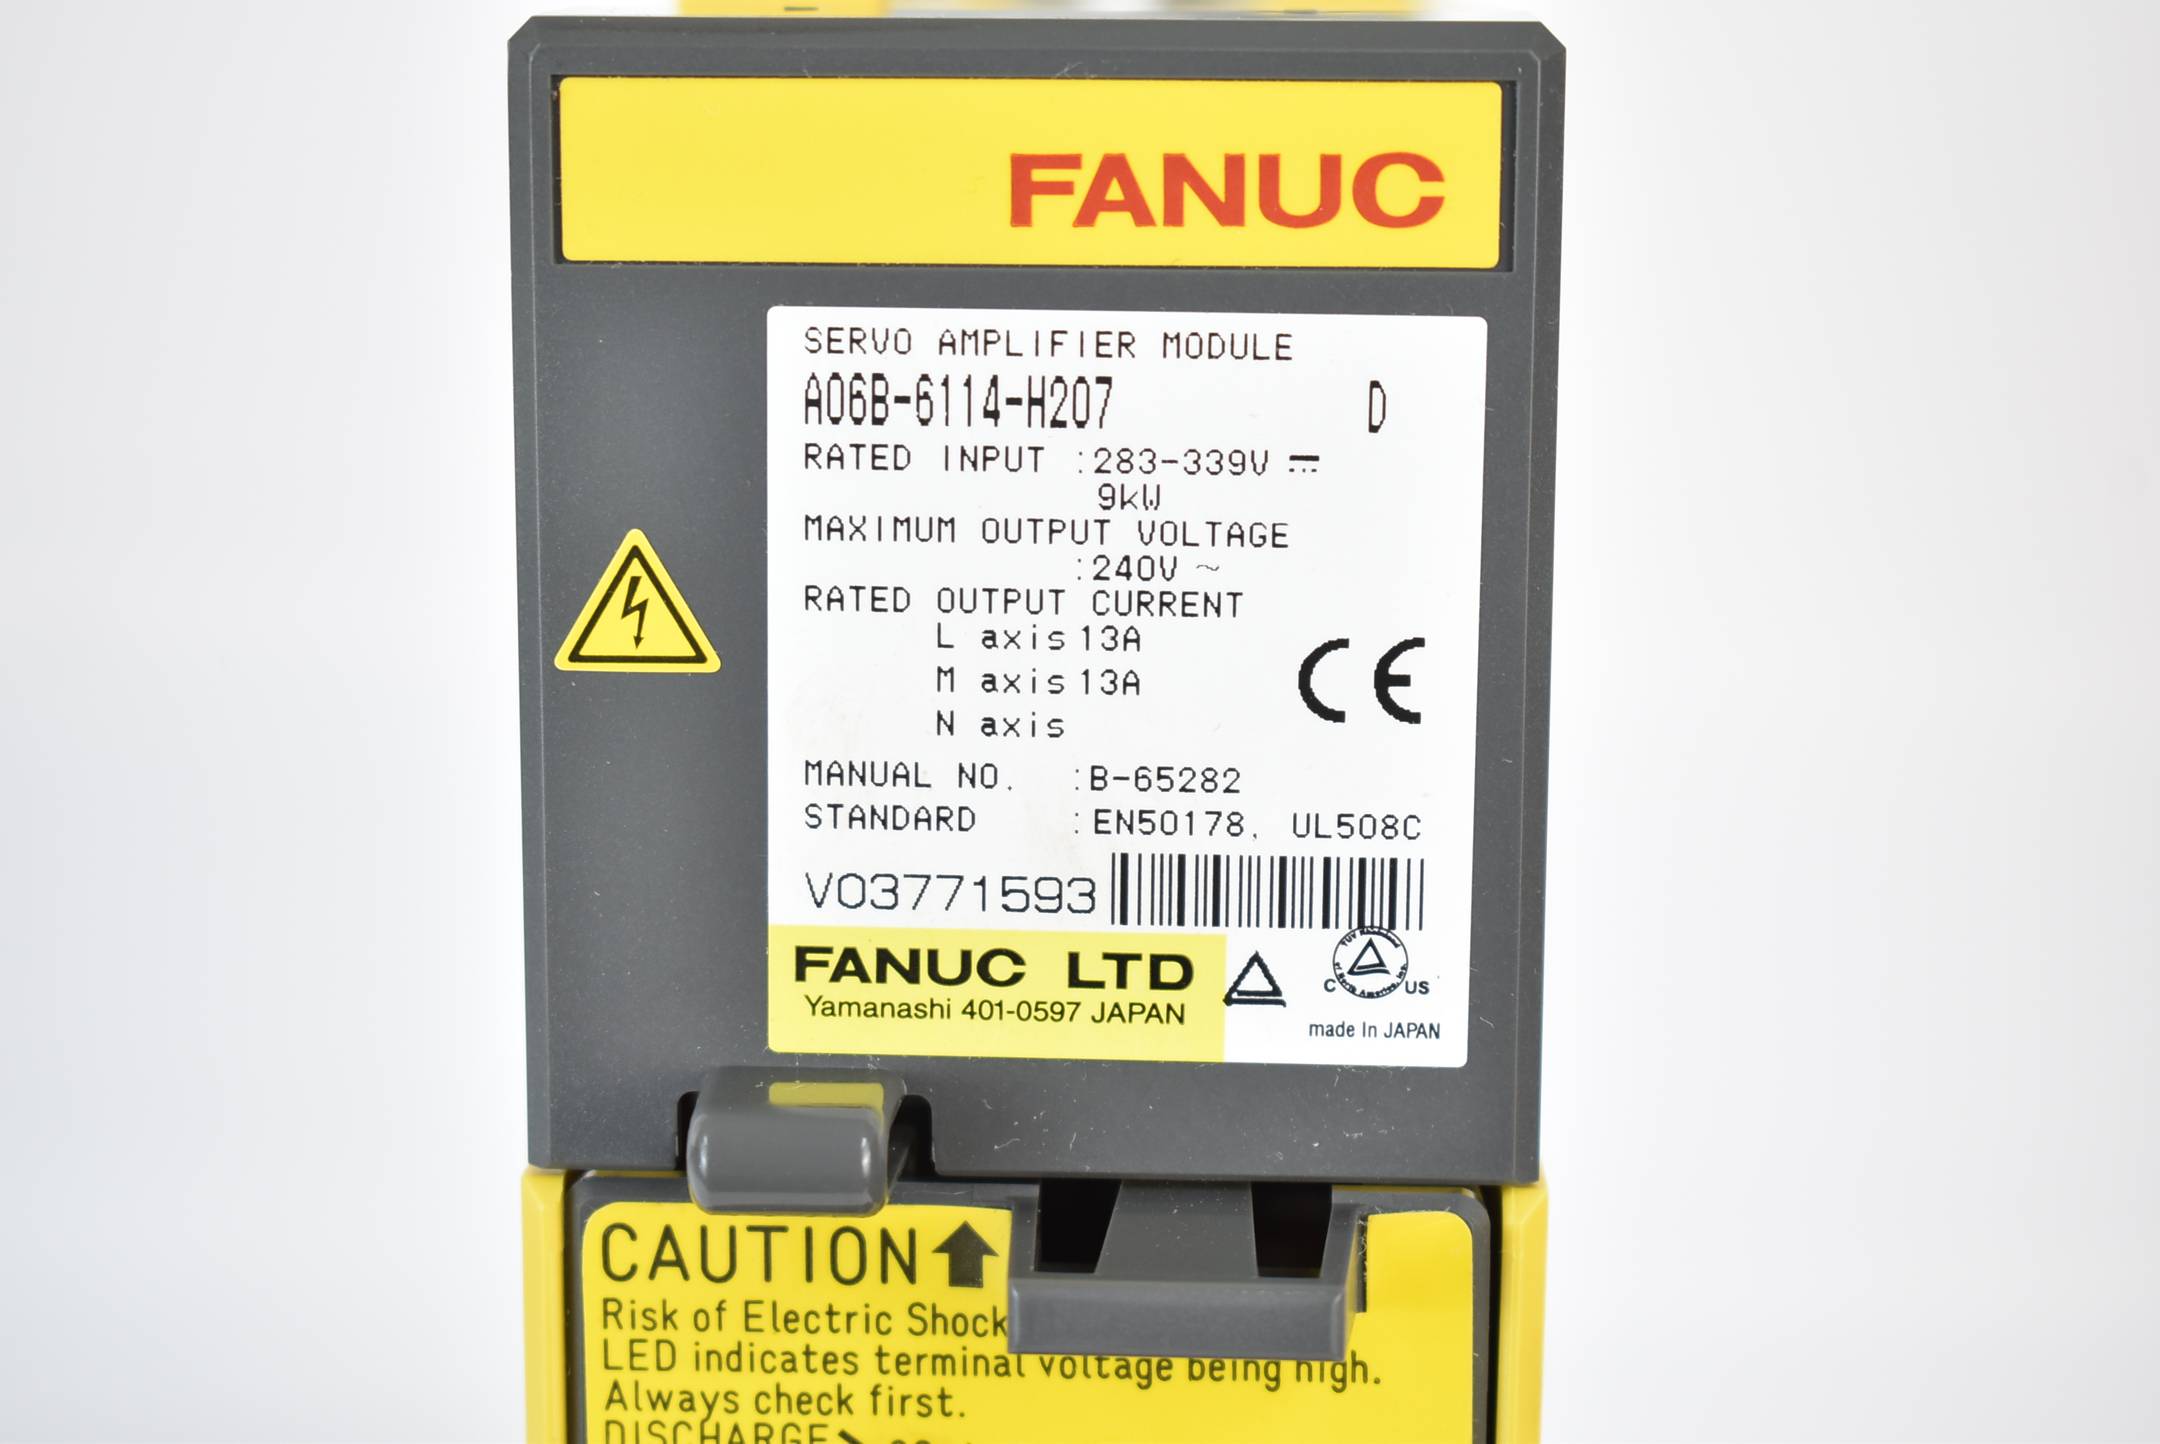 FANUC
SERVO AMPLIFIER MODULE
A06B-6114-H207 D
RATED INPUT :283-339V ⎓
9kW
MAXIMUM OUTPUT VOLTAGE
:240V ~
RATED OUTPUT CURRENT
L axis 13A
M axis 13A
N axis
CE
MANUAL NO. :B-65282
STANDARD :EN50178, UL508C
V03771593
FANUC LTD
Yamanashi 401-0597 JAPAN
C US
made In JAPAN
CAUTION
Risk of Electric Shock
LED indicates terminal voltage being high.
Always check first.
DISCHARGE